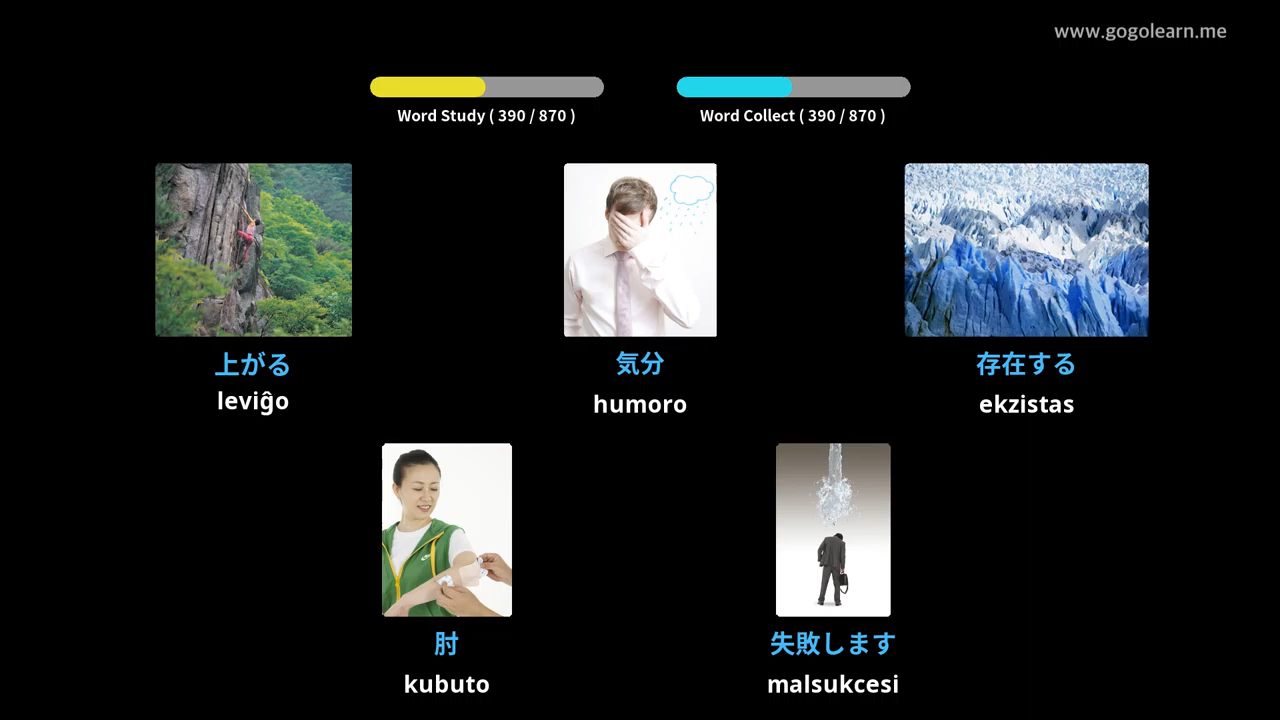 www.gogolearn.me
Word Study ( 390 / 870 )
Word Collect ( 390 / 870 )
上がる
leviĝo
気分
humoro
存在する
ekzistas
肘
kubuto
失敗します
malsukcesi